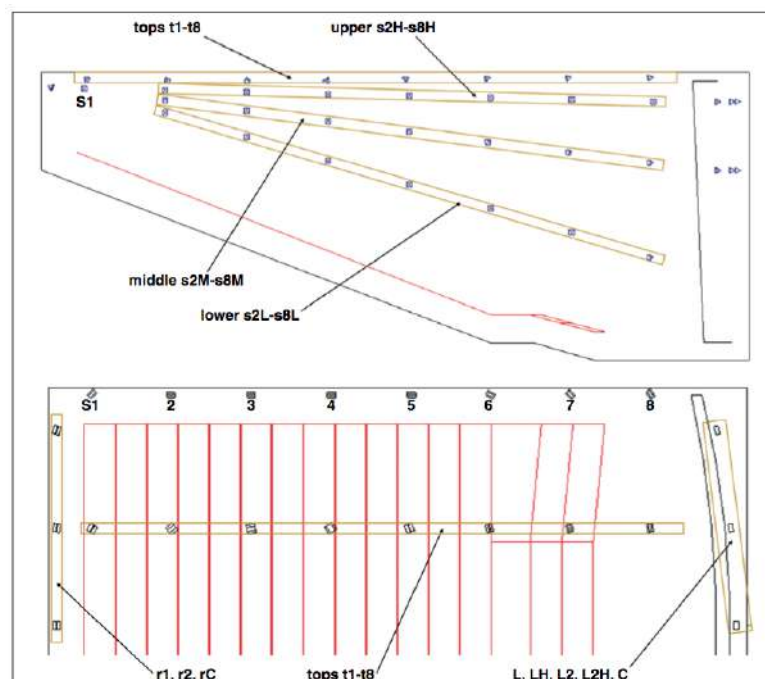 tops t1-t8
upper s2H-s8H
S1
middle s2M-s8M
lower s2L-s8L
S1 2 3 4 5 6 7 8
r1, r2, rC
tops t1-t8
L, LH, L2, L2H, C